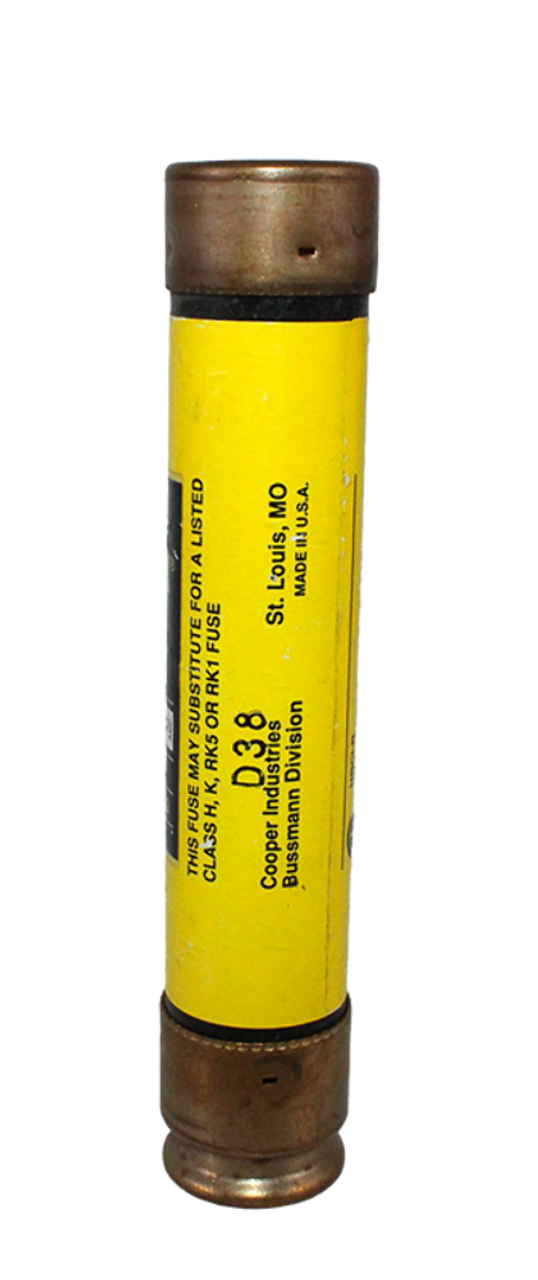 THIS FUSE MAY SUBSTITUTE FOR A LISTED
CLASS H, K, RK5 OR RK1 FUSE
D38
Cooper Industries
Bussmann Division
St. Louis, MO
MADE IN U.S.A.